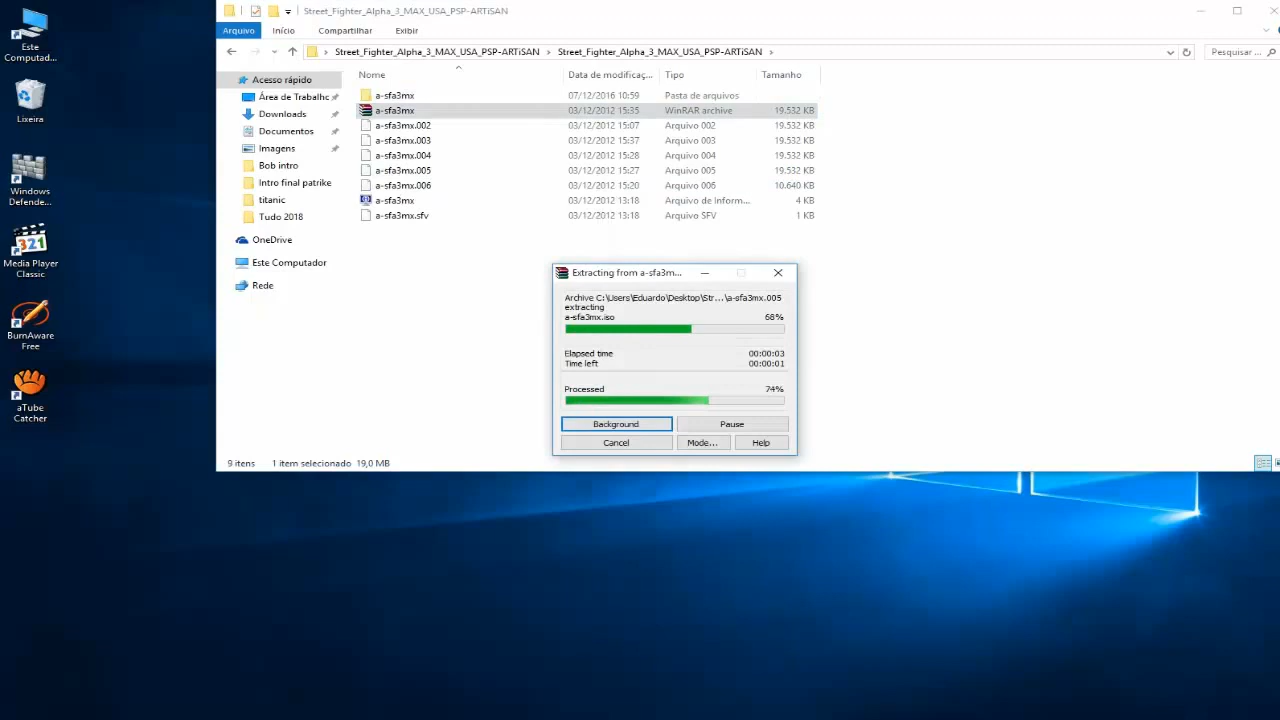 Street_Fighter_Alpha_3_MAX_USA_PSP-ARTiSAN
Arquivo Início Compartilhar Exibir
Street_Fighter_Alpha_3_MAX_USA_PSP-ARTiSAN > Street_Fighter_Alpha_3_MAX_USA_PSP-ARTiSAN >
Pesquisar ...
Este
Computad...
Lixeira
Windows
Defende...
Media Player
Classic
BurnAware
Free
aTube
Catcher
Acesso rápido
Área de Trabalho
Downloads
Documentos
Imagens
Bob intro
Intro final patrike
titanic
Tudo 2018
OneDrive
Este Computador
Rede
Nome Data de modificaç... Tipo Tamanho
a-sfa3mx 07/12/2016 10:59 Pasta de arquivos
a-sfa3mx 03/12/2012 15:35 WinRAR archive 19.532 KB
a-sfa3mx.002 03/12/2012 15:07 Arquivo 002 19.532 KB
a-sfa3mx.003 03/12/2012 15:37 Arquivo 003 19.532 KB
a-sfa3mx.004 03/12/2012 15:28 Arquivo 004 19.532 KB
a-sfa3mx.005 03/12/2012 15:27 Arquivo 005 19.532 KB
a-sfa3mx.006 03/12/2012 15:20 Arquivo 006 10.640 KB
a-sfa3mx 03/12/2012 13:18 Arquivo de Inform... 4 KB
a-sfa3mx.sfv 03/12/2012 13:18 Arquivo SFV 1 KB
Extracting from a-sfa3m...
Archive C:\Users\Eduardo\Desktop\Str...\a-sfa3mx.005
extracting
a-sfa3mx.iso 68%
Elapsed time 00:00:03
Time left 00:00:01
Processed 74%
Background Pause
Cancel Mode... Help
9 itens 1 item selecionado 19,0 MB